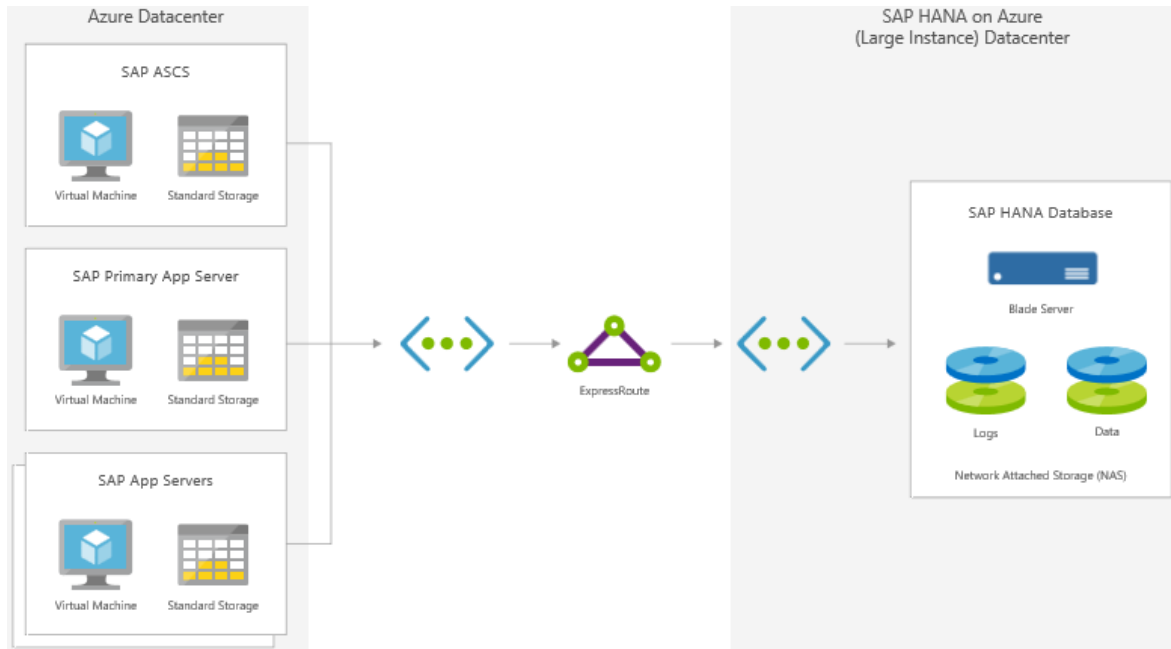 Azure Datacenter
SAP ASCS
Virtual Machine
Standard Storage
SAP Primary App Server
Virtual Machine
Standard Storage
SAP App Servers
Virtual Machine
Standard Storage
ExpressRoute
SAP HANA on Azure
(Large Instance) Datacenter
SAP HANA Database
Blade Server
Logs
Data
Network Attached Storage (NAS)